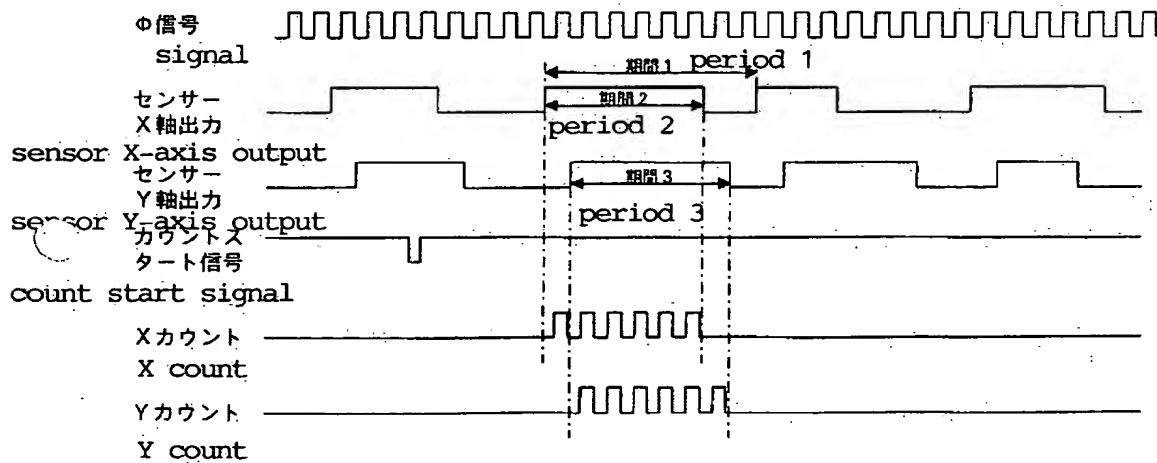 Φ信号
signal
期間1 period 1
センサー
X軸出力
期間2
period 2
sensor X-axis output
センサー
Y軸出力
期間3
period 3
sensor Y-axis output
カウントス
タート信号
count start signal
Xカウント
X count
Yカウント
Y count